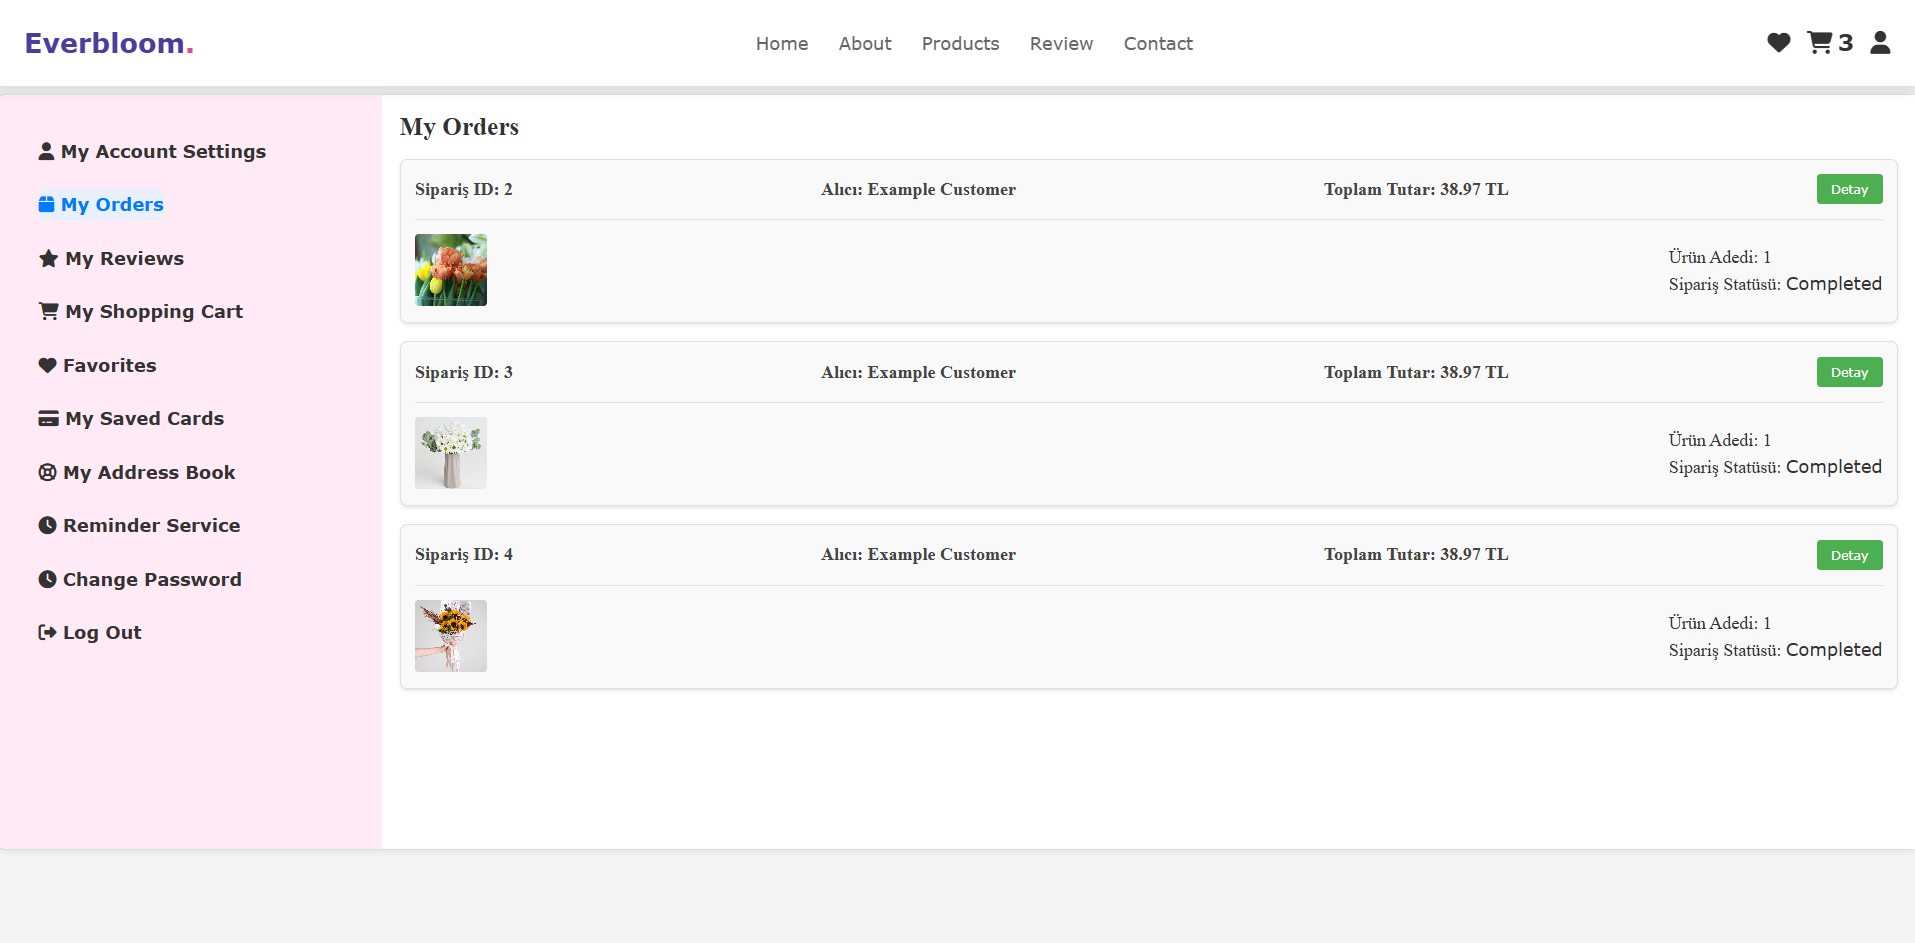 Everbloom.
Home About Products Review Contact
3
My Account Settings
My Orders
My Reviews
My Shopping Cart
Favorites
My Saved Cards
My Address Book
Reminder Service
Change Password
Log Out
My Orders
Sipariş ID: 2 Alıcı: Example Customer Toplam Tutar: 38.97 TL Detay
Ürün Adedi: 1
Sipariş Statüsü: Completed
Sipariş ID: 3 Alıcı: Example Customer Toplam Tutar: 38.97 TL Detay
Ürün Adedi: 1
Sipariş Statüsü: Completed
Sipariş ID: 4 Alıcı: Example Customer Toplam Tutar: 38.97 TL Detay
Ürün Adedi: 1
Sipariş Statüsü: Completed